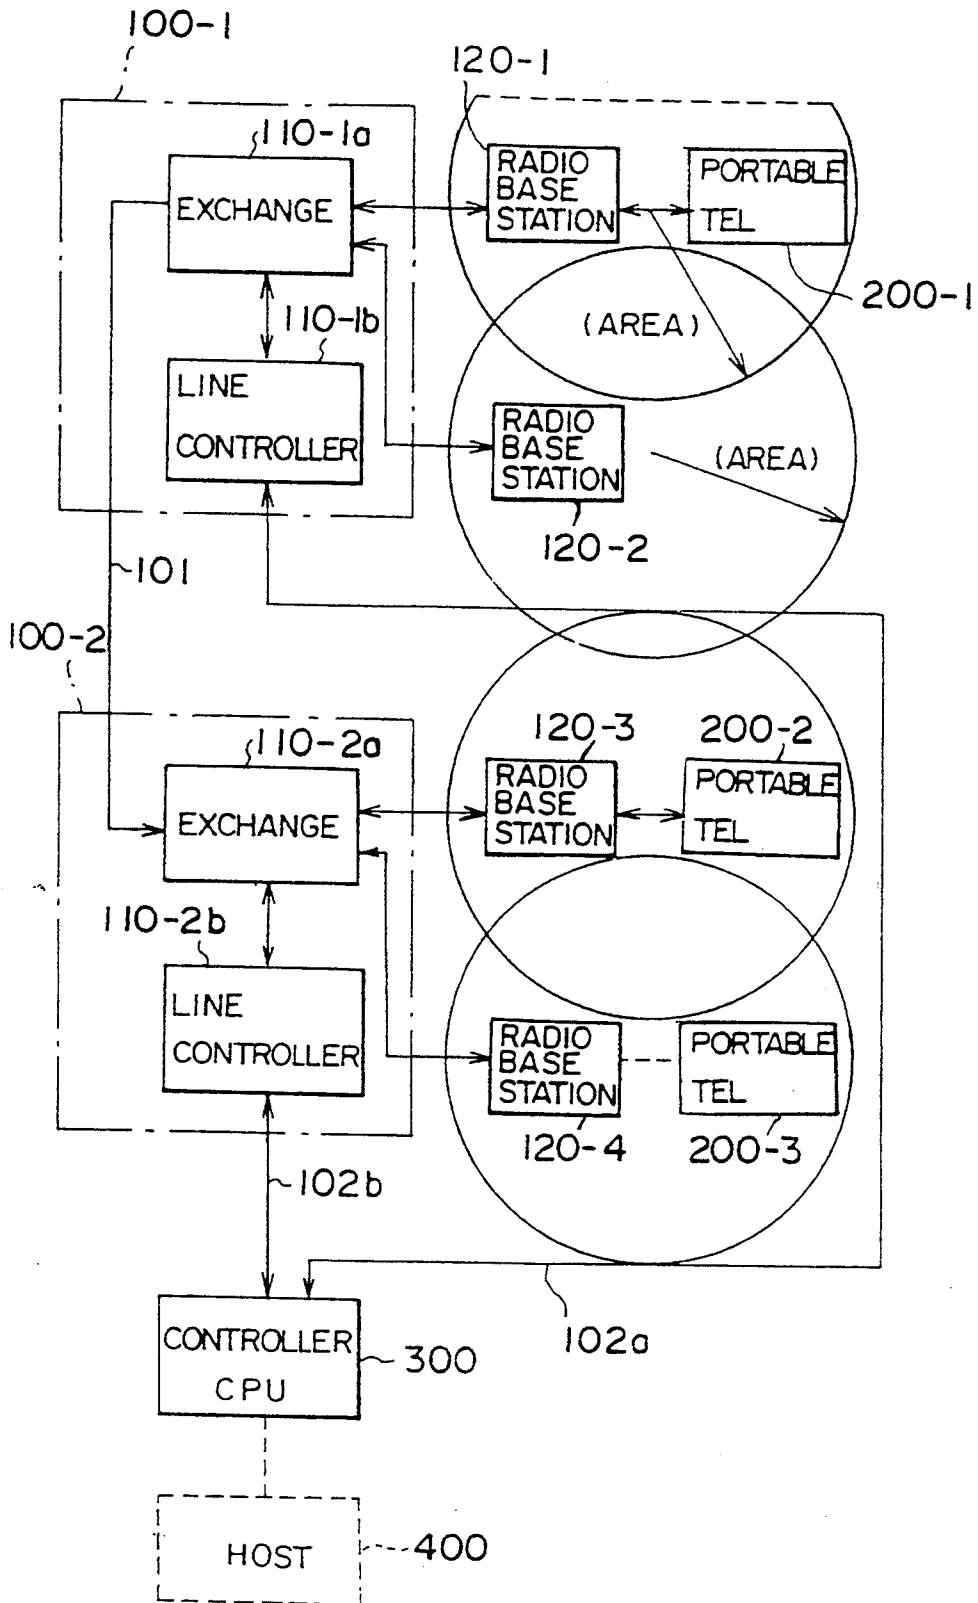 100-1
120-1
110-1a
RADIO
BASE
STATION
PORTABLE
TEL
EXCHANGE
200-1
110-1b
(AREA)
LINE
CONTROLLER
RADIO
BASE
STATION
(AREA)
120-2
101
100-2
110-2a
120-3
200-2
RADIO
BASE
STATION
PORTABLE
TEL
EXCHANGE
110-2b
LINE
CONTROLLER
RADIO
BASE
STATION
PORTABLE
TEL
120-4
200-3
102b
102a
CONTROLLER
CPU
300
HOST
400